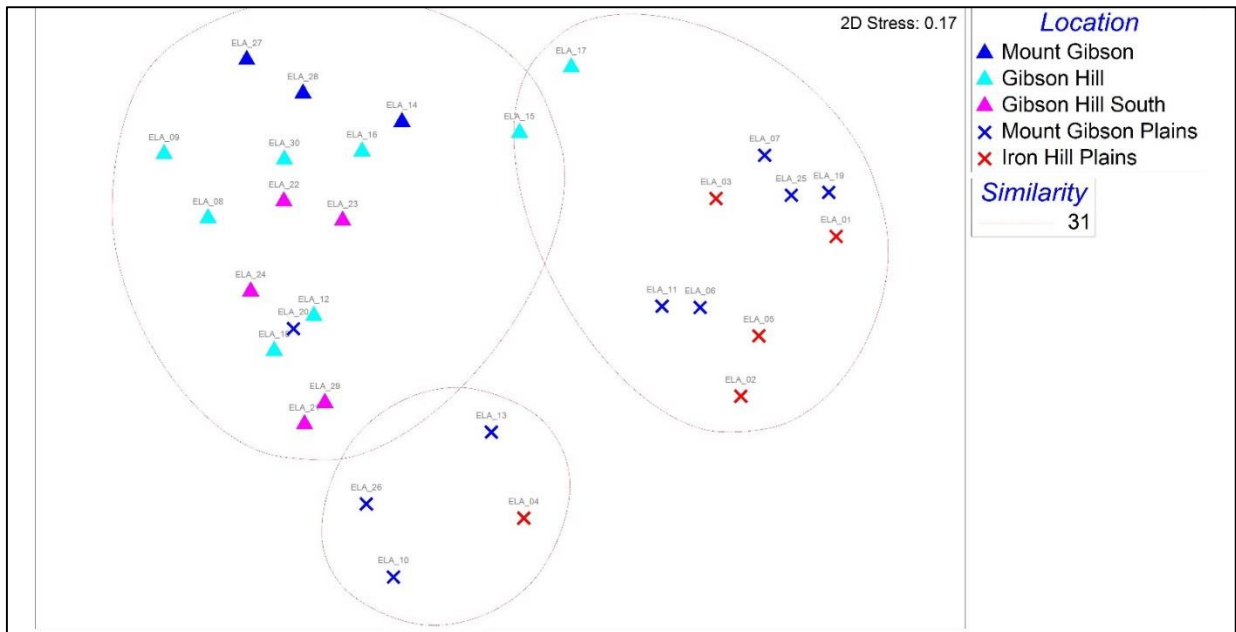 2D Stress: 0.17
Location
Mount Gibson
Gibson Hill
Gibson Hill South
Mount Gibson Plains
Iron Hill Plains
Similarity
31
ELA_27
ELA_17
ELA_28
ELA_14
ELA_15
ELA_09
ELA_30
ELA_16
ELA_07
ELA_22
ELA_03
ELA_25
ELA_19
ELA_08
ELA_23
ELA_01
ELA_24
ELA_12
ELA_20
ELA_11
ELA_06
ELA_05
ELA_29
ELA_02
ELA_13
ELA_26
ELA_04
ELA_10